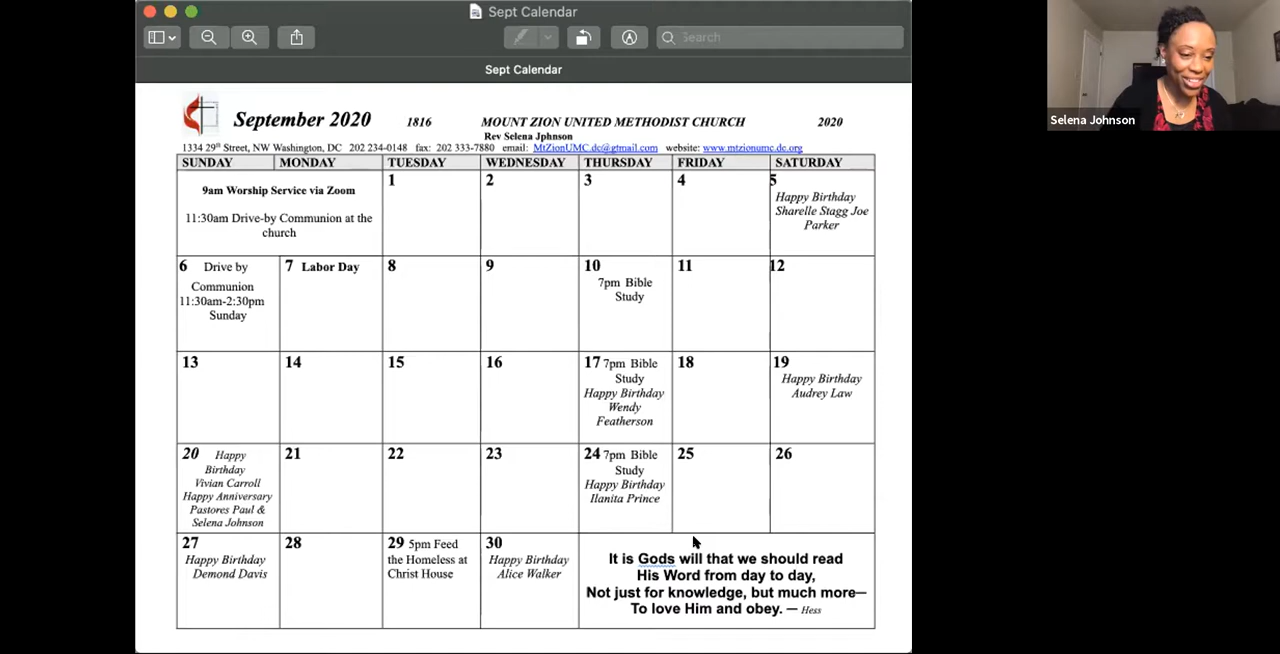 Sept Calendar
Search
Sept Calendar
September 2020 1816 MOUNT ZION UNITED METHODIST CHURCH 2020
Rev Selena Jphnson
1334 29th Street, NW Washington, DC 202 234-0148 fax: 202 333-7880 email: MtZionUMC.dc@gtmail.com website: www.mtzionumc.dc.org
SUNDAY MONDAY TUESDAY WEDNESDAY THURSDAY FRIDAY SATURDAY
9am Worship Service via Zoom
11:30am Drive-by Communion at the
church
1
2
3
4
5
Happy Birthday
Sharelle Stagg Joe
Parker
6 Drive by
Communion
11:30am-2:30pm
Sunday
7 Labor Day
8
9
10
7pm Bible
Study
11
12
13
14
15
16
17 7pm Bible
Study
Happy Birthday
Wendy
Featherson
18
19
Happy Birthday
Audrey Law
20 Happy
Birthday
Vivian Carroll
Happy Anniversary
Pastores Paul &
Selena Johnson
21
22
23
24 7pm Bible
Study
Happy Birthday
Ilanita Prince
25
26
27
Happy Birthday
Demond Davis
28
29 5pm Feed
the Homeless at
Christ House
30
Happy Birthday
Alice Walker
It is Gods will that we should read
His Word from day to day,
Not just for knowledge, but much more—
To love Him and obey. — Hess
Selena Johnson